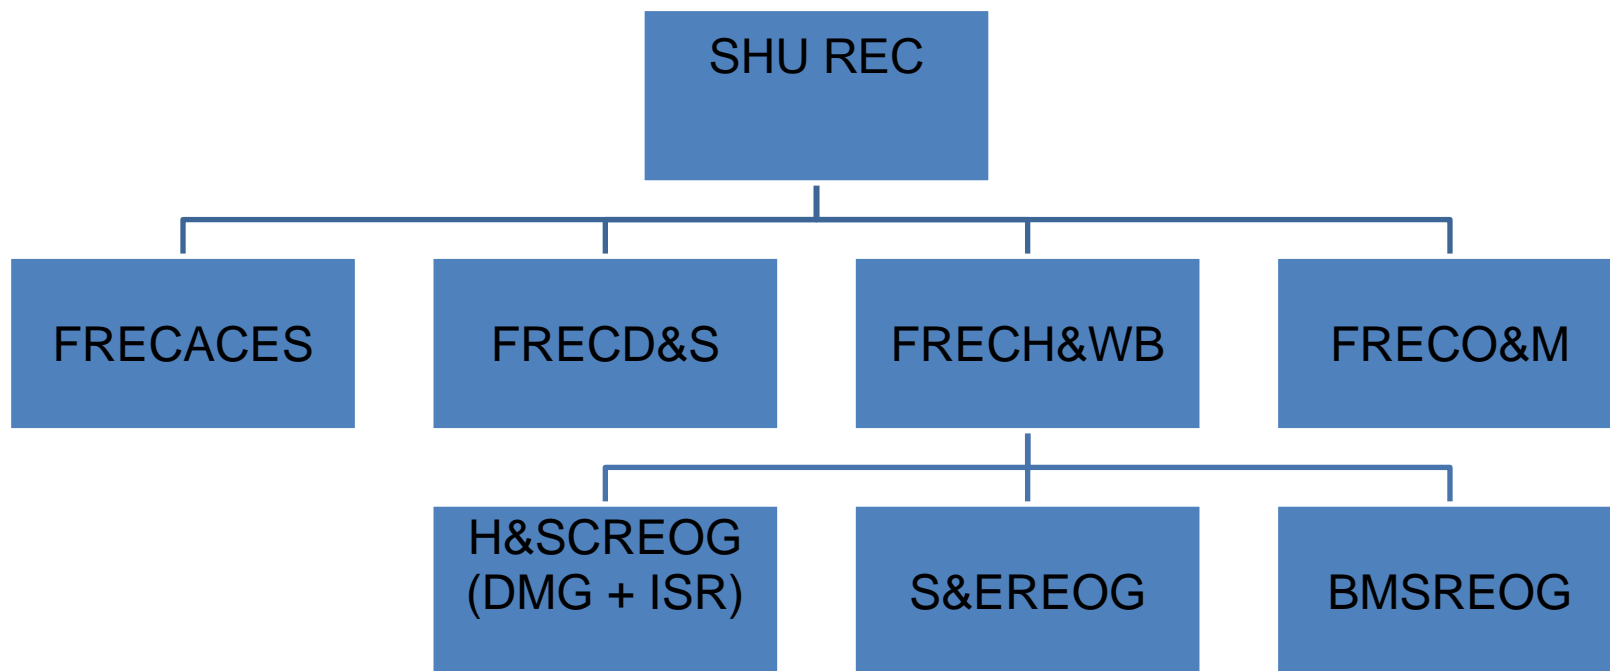 SHU REC
FRECACES
FRECD&S
FRECH&WB
FRECO&M
H&SCREOG
(DMG + ISR)
S&EREOG
BMSREOG